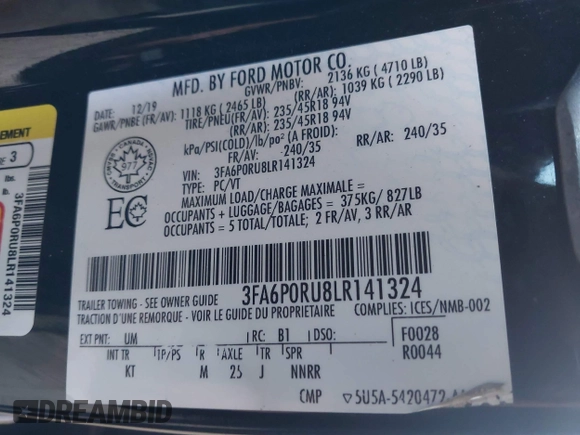 MFD. BY FORD MOTOR CO.
DATE: 12/19 GVWR/PNBV: 2136 KG ( 4710 LB)
GAWR/PNBE (FR/AV): 1118 KG ( 2465 LB) (RR/AR): 1039 KG ( 2290 LB)
TIRE/PNEU(FR/AV): 235/45R18 94V
(RR/AR): 235/45R18 94V
kPa/PSI(COLD)/lb/po² (A FROID):
FR/AV: 240/35 RR/AR: 240/35
VIN: 3FA6P0RU8LR141324
TYPE: PC/VT
MAXIMUM LOAD/CHARGE MAXIMALE =
OCCUPANTS + LUGGAGE/BAGAGES = 375KG/ 827LB
OCCUPANTS = 5 TOTAL/TOTALE; 2 FR/AV, 3 RR/AR
CANADA
977
TRANSPORT
EC
3FA6P0RU8LR141324
TRAILER TOWING - SEE OWNER GUIDE
TRACTION D'UNE REMORQUE - VOIR LE GUIDE DU PROPRIETAIRE
COMPLIES: ICES/NMB-002
EXT PNT: UM RC: B1 DSO: F0028
INT TR TP/PS R AXLE TR SPR R0044
KT M 25 J NNRR
CMP
3FA6P0RU8LR141324
DREAMBID